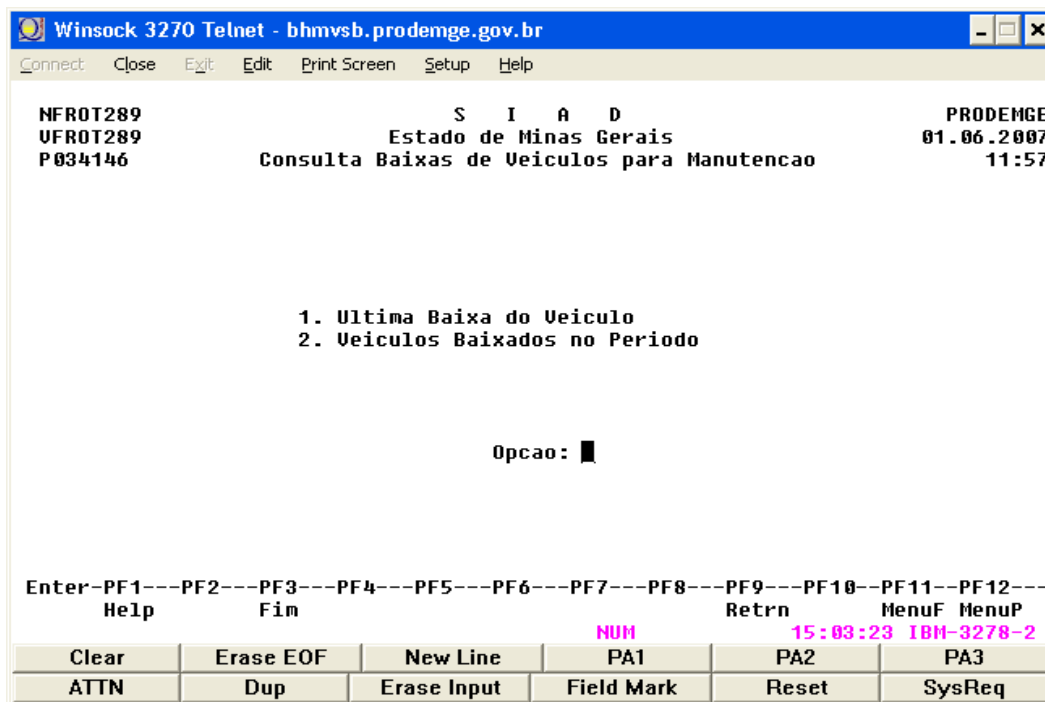 Winsock 3270 Telnet - bhmvsb.prodemge.gov.br
Connect Close Exit Edit Print Screen Setup Help
NFROT289 S I A D PRODEMGE
VFROT289 Estado de Minas Gerais 01.06.2007
P034146 Consulta Baixas de Veiculos para Manutencao 11:57
1. Ultima Baixa do Veiculo
2. Veiculos Baixados no Periodo
Opcao:
Enter-PF1---PF2---PF3---PF4---PF5---PF6---PF7---PF8---PF9---PF10--PF11--PF12---
Help Fim Retrn MenuF MenuP
NUM 15:03:23 IBM-3278-2
Clear Erase EOF New Line PA1 PA2 PA3
ATTN Dup Erase Input Field Mark Reset SysReq